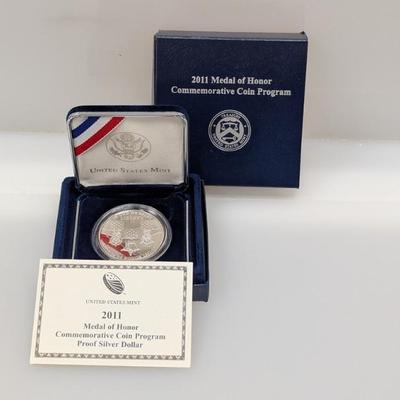 2011 Medal of Honor
Commemorative Coin Program
UNITED STATES MINT
UNITED STATES MINT
2011
Medal of Honor
Commemorative Coin Program
Proof Silver Dollar